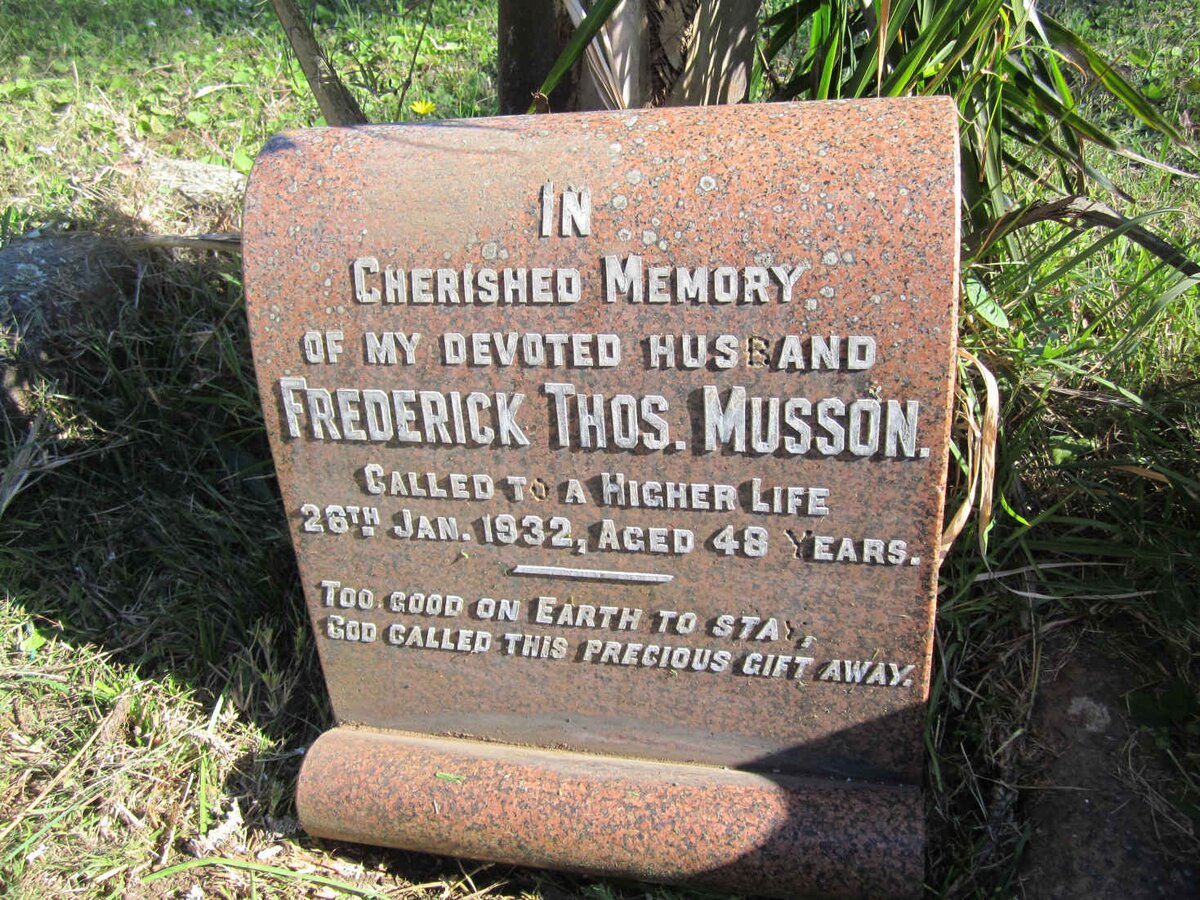 IN
CHERISHED MEMORY
OF MY DEVOTED HUSBAND
FREDERICK THOS. MUSSON.
CALLED TO A HIGHER LIFE
26TH JAN. 1932, AGED 48 YEARS.
TOO GOOD ON EARTH TO STAY,
GOD CALLED THIS PRECIOUS GIFT AWAY.